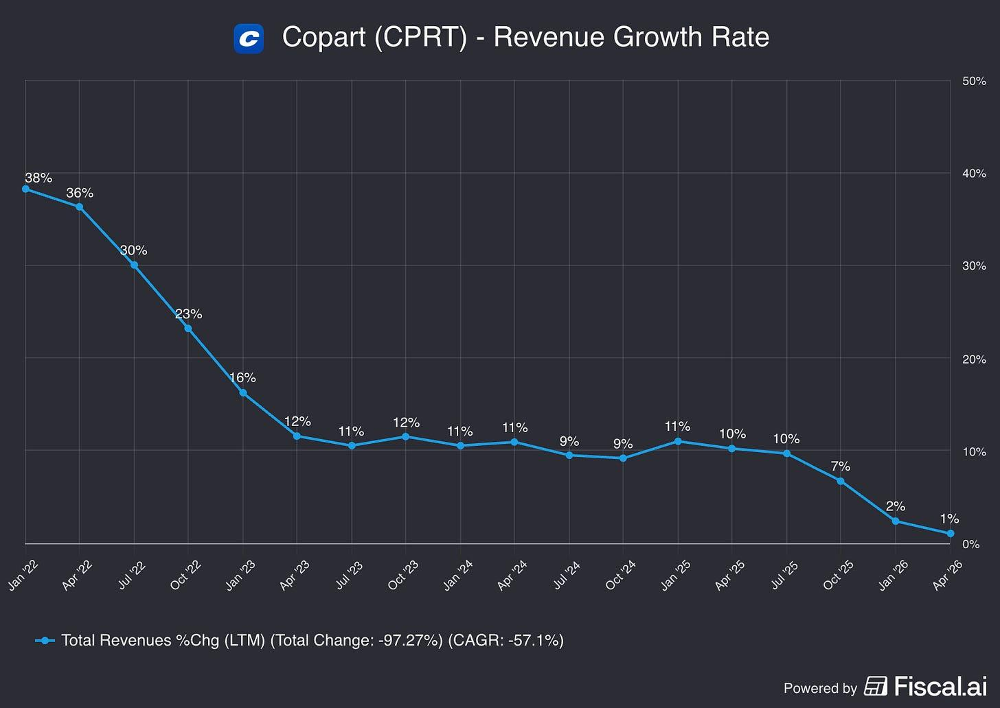 C Copart (CPRT) - Revenue Growth Rate
50%
40%
30%
20%
10%
0%
38%
36%
30%
23%
16%
12%
11%
12%
11%
11%
9%
9%
11%
10%
10%
7%
2%
1%
Jan '22
Apr '22
Jul '22
Oct '22
Jan '23
Apr '23
Jul '23
Oct '23
Jan '24
Apr '24
Jul '24
Oct '24
Jan '25
Apr '25
Jul '25
Oct '25
Jan '26
Apr '26
Total Revenues %Chg (LTM) (Total Change: -97.27%) (CAGR: -57.1%)
Powered by Fiscal.ai